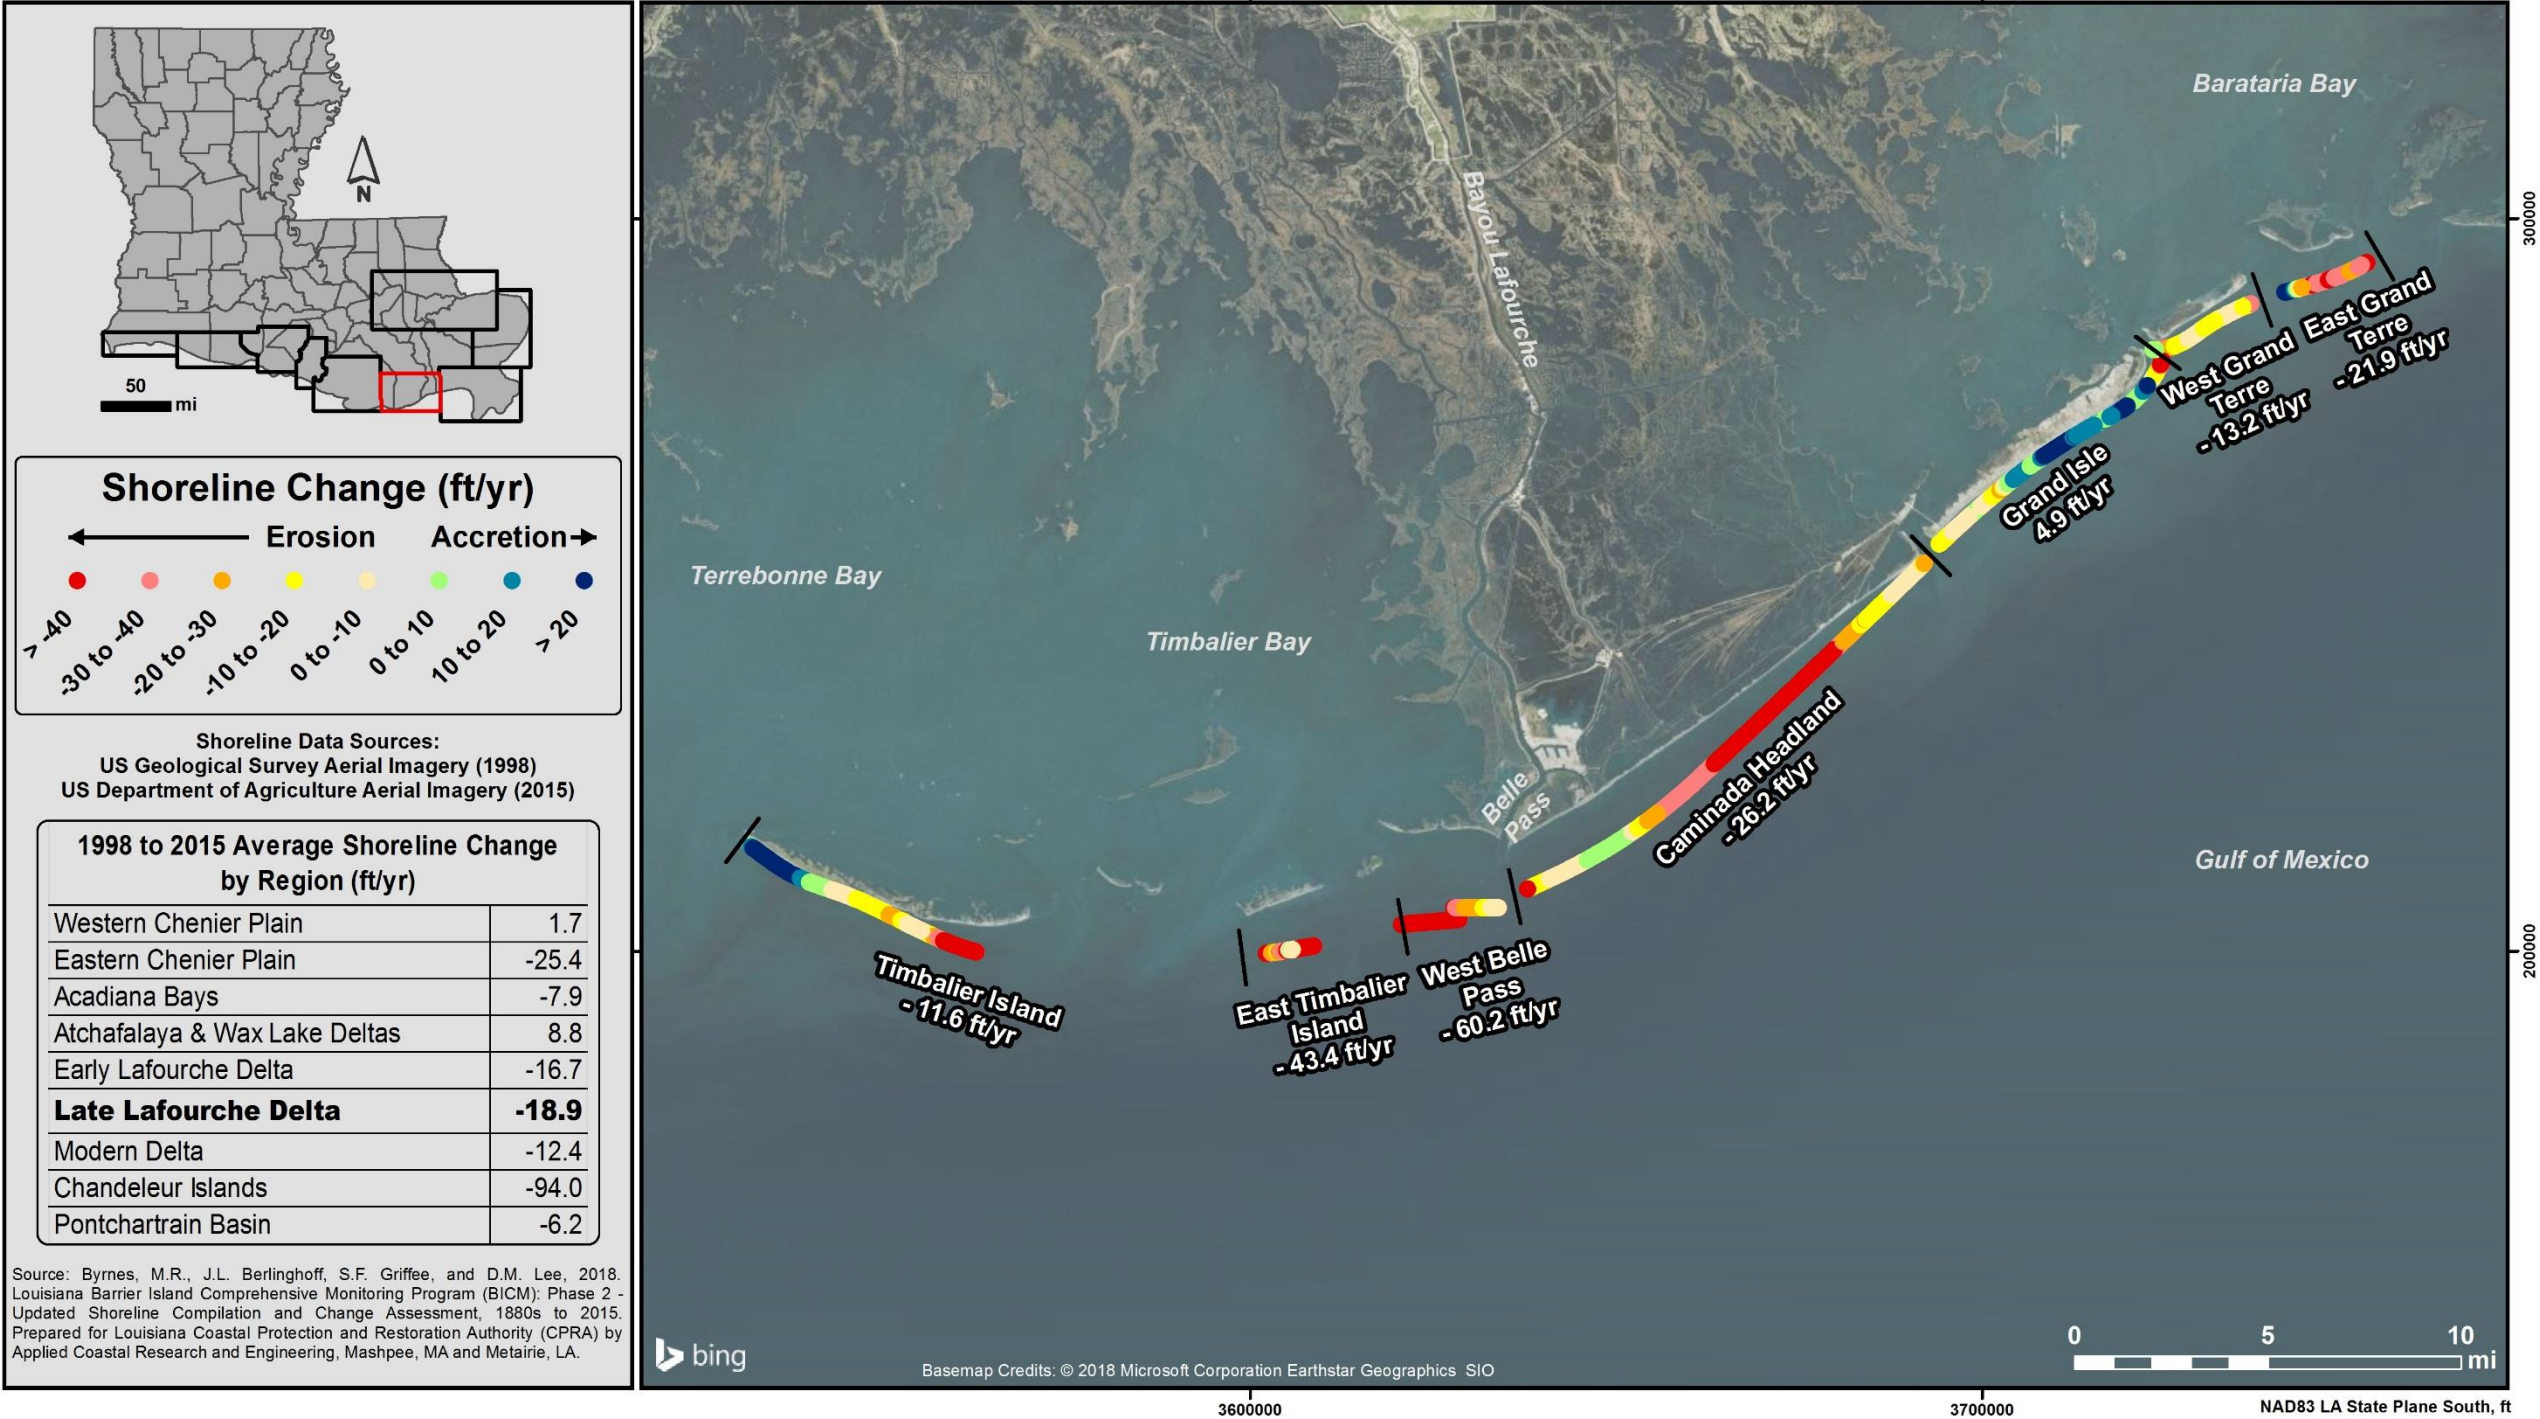 N
50
mi
Shoreline Change (ft/yr)
Erosion Accretion
> -40
-30 to -40
-20 to -30
-10 to -20
0 to -10
0 to 10
10 to 20
> 20
Shoreline Data Sources:
US Geological Survey Aerial Imagery (1998)
US Department of Agriculture Aerial Imagery (2015)
1998 to 2015 Average Shoreline Change
by Region (ft/yr)
Western Chenier Plain 1.7
Eastern Chenier Plain -25.4
Acadiana Bays -7.9
Atchafalaya & Wax Lake Deltas 8.8
Early Lafourche Delta -16.7
Late Lafourche Delta -18.9
Modern Delta -12.4
Chandeleur Islands -94.0
Pontchartrain Basin -6.2
Source: Byrnes, M.R., J.L. Berlinghoff, S.F. Griffee, and D.M. Lee, 2018.
Louisiana Barrier Island Comprehensive Monitoring Program (BICM): Phase 2 -
Updated Shoreline Compilation and Change Assessment, 1880s to 2015.
Prepared for Louisiana Coastal Protection and Restoration Authority (CPRA) by
Applied Coastal Research and Engineering, Mashpee, MA and Metairie, LA.
Barataria Bay
Bayou Lafourche
Terrebonne Bay
Timbalier Bay
Belle
Pass
Gulf of Mexico
East Grand
Terre
- 21.9 ft/yr
West Grand
Terre
- 13.2 ft/yr
Grand Isle
4.9 ft/yr
Caminada Headland
- 26.2 ft/yr
West Belle
Pass
- 60.2 ft/yr
East Timbalier
Island
- 43.4 ft/yr
Timbalier Island
- 11.6 ft/yr
300000
200000
0 5 10
mi
bing
Basemap Credits: © 2018 Microsoft Corporation Earthstar Geographics SIO
3600000
3700000
NAD83 LA State Plane South, ft